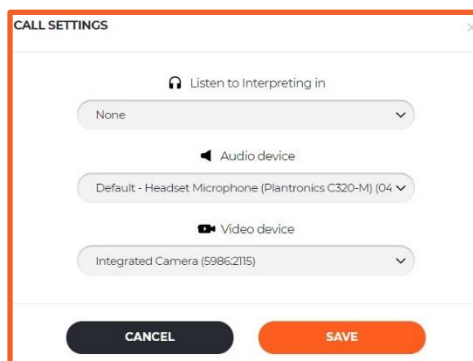 CALL SETTINGS
Listen to Interpreting in
None
Audio device
Default - Headset Microphone (Plantronics C320-M) (04
Video device
Integrated Camera (5986:2115)
CANCEL SAVE